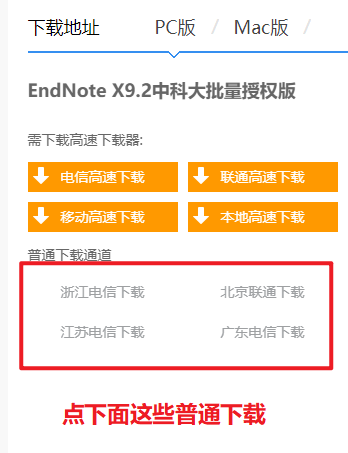 下载地址 PC版 / Mac版 /
EndNote X9.2中科大批量授权版
需下载高速下载器:
电信高速下载 联通高速下载
移动高速下载 本地高速下载
普通下载通道
浙江电信下载 北京联通下载
江苏电信下载 广东电信下载
点下面这些普通下载